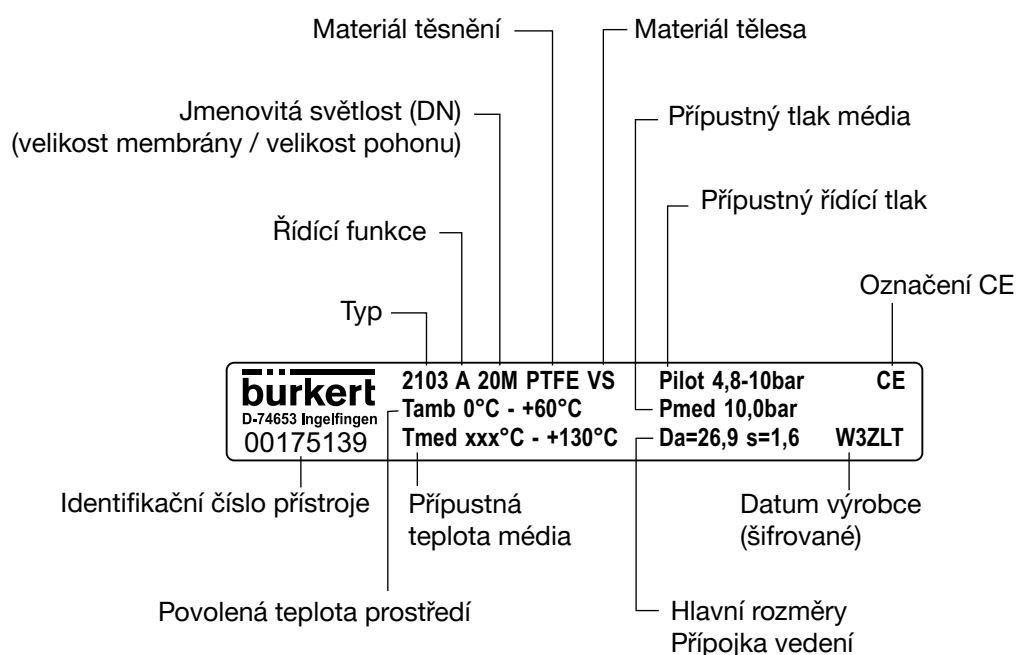 Materiál těsnění
Materiál tělesa
Jmenovitá světlost (DN)
(velikost membrány / velikost pohonu)
Přípustný tlak média
Přípustný řídící tlak
Řídící funkce
Označení CE
Typ
bürkert
D-74653 Ingelfingen
00175139
2103 A 20M PTFE VS
Tamb 0°C - +60°C
Tmed xxx°C - +130°C
Pilot 4,8-10bar
Pmed 10,0bar
Da=26,9 s=1,6
CE
W3ZLT
Identifikační číslo přístroje
Přípustná
teplota média
Datum výrobce
(šifrované)
Povolená teplota prostředí
Hlavní rozměry
Přípojka vedení